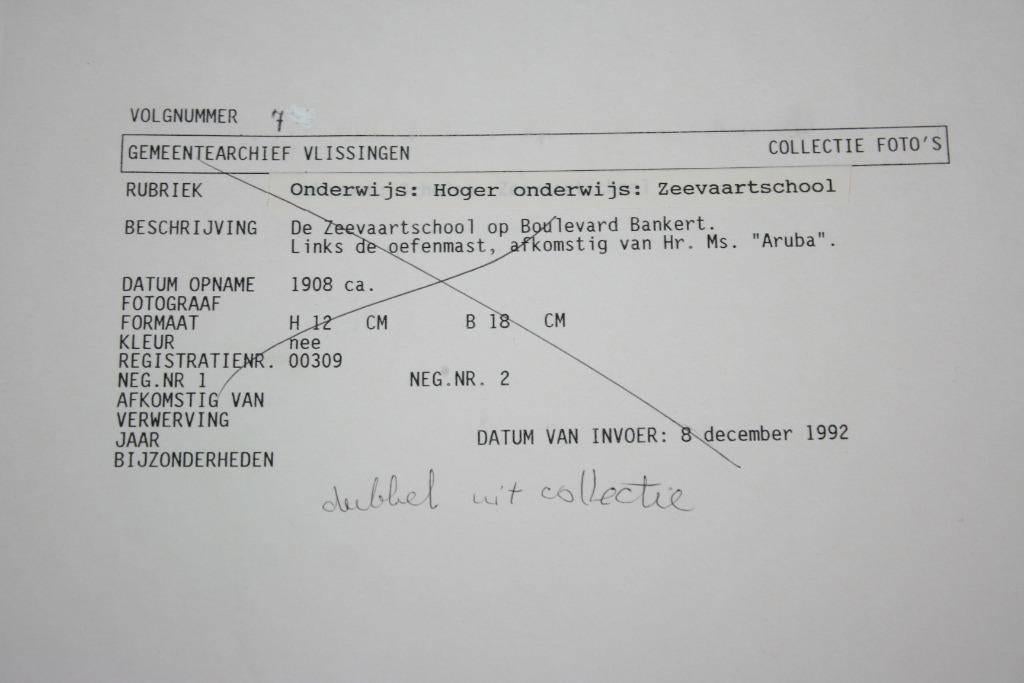 VOLGNUMMER 7
GEMEENTEARCHIEF VLISSINGEN COLLECTIE FOTO'S
RUBRIEK Onderwijs: Hoger onderwijs: Zeevaartschool
BESCHRIJVING De Zeevaartschool op Boulevard Bankert.
Links de oefenmast, afkomstig van Hr. Ms. "Aruba".
DATUM OPNAME 1908 ca.
FOTOGRAAF
FORMAAT H 12 CM B 18 CM
KLEUR nee
REGISTRATIENR. 00309
NEG.NR 1 NEG.NR. 2
AFKOMSTIG VAN
VERWERVING
JAAR DATUM VAN INVOER: 8 december 1992
BIJZONDERHEDEN
dubbel uit collectie